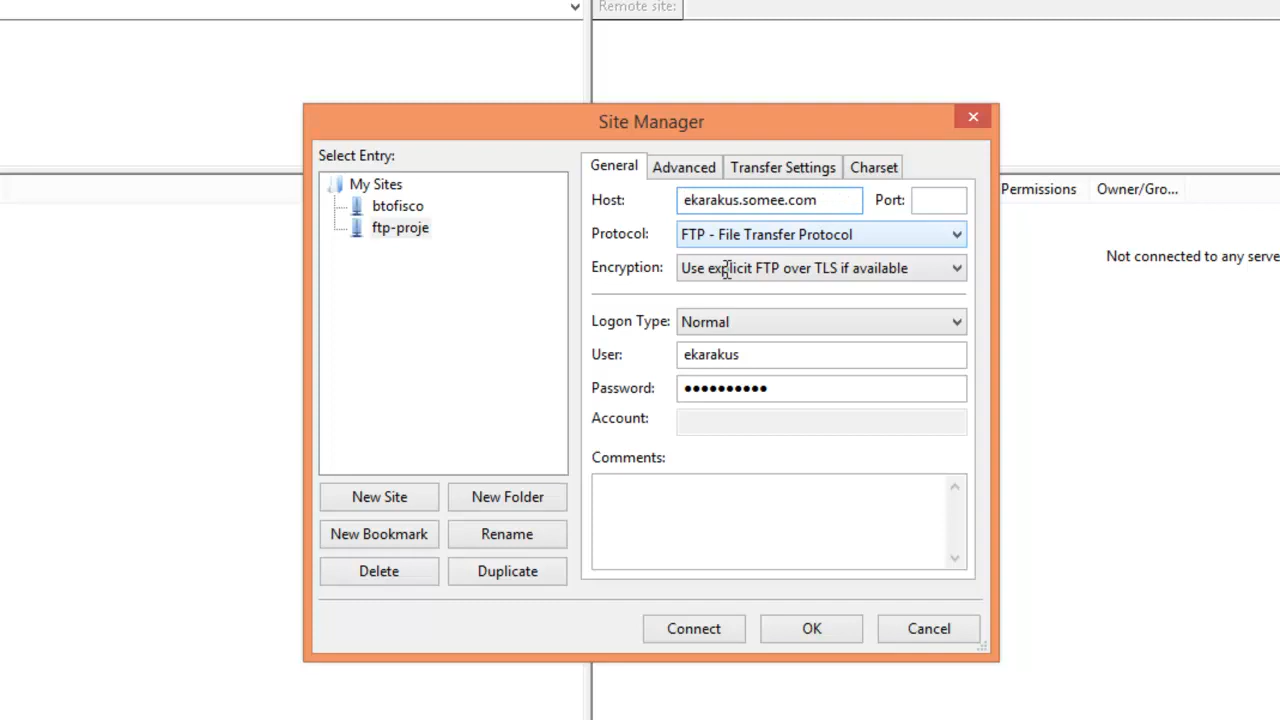 Remote site:
Site Manager
Select Entry:
My Sites
btofisco
ftp-proje
New Site
New Folder
New Bookmark
Rename
Delete
Duplicate
General
Advanced
Transfer Settings
Charset
Host:
ekarakus.somee.com
Port:
Protocol:
FTP - File Transfer Protocol
Encryption:
Use explicit FTP over TLS if available
Logon Type:
Normal
User:
ekarakus
Password:
••••••••••
Account:
Comments:
Connect
OK
Cancel
Permissions
Owner/Gro...
Not connected to any serve